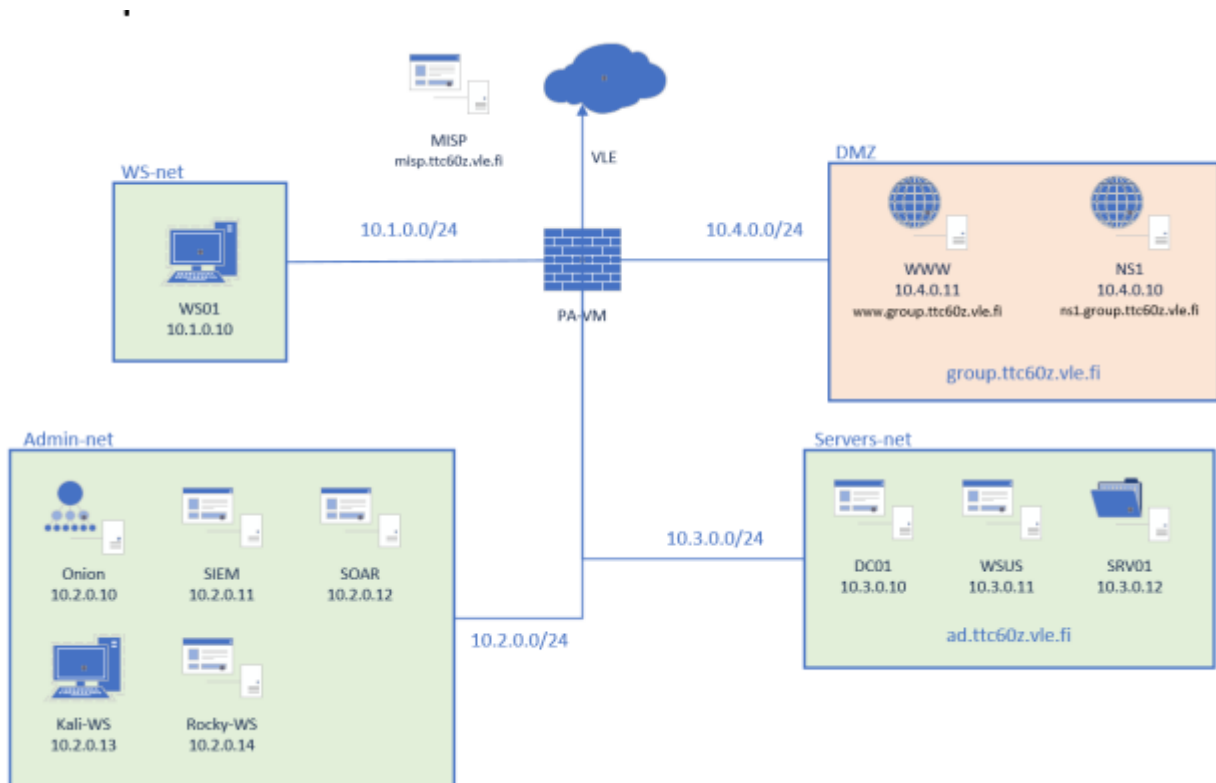 MISP
misp.ttc60z.vle.fi
VLE
WS-net
10.1.0.0/24
WS01
10.1.0.10
PA-VM
10.4.0.0/24
DMZ
WWW
10.4.0.11
www.group.ttc60z.vle.fi
NS1
10.4.0.10
ns1.group.ttc60z.vle.fi
group.ttc60z.vle.fi
Admin-net
Onion
10.2.0.10
SIEM
10.2.0.11
SOAR
10.2.0.12
Kali-WS
10.2.0.13
Rocky-WS
10.2.0.14
10.2.0.0/24
10.3.0.0/24
Servers-net
DC01
10.3.0.10
WSUS
10.3.0.11
SRV01
10.3.0.12
ad.ttc60z.vle.fi